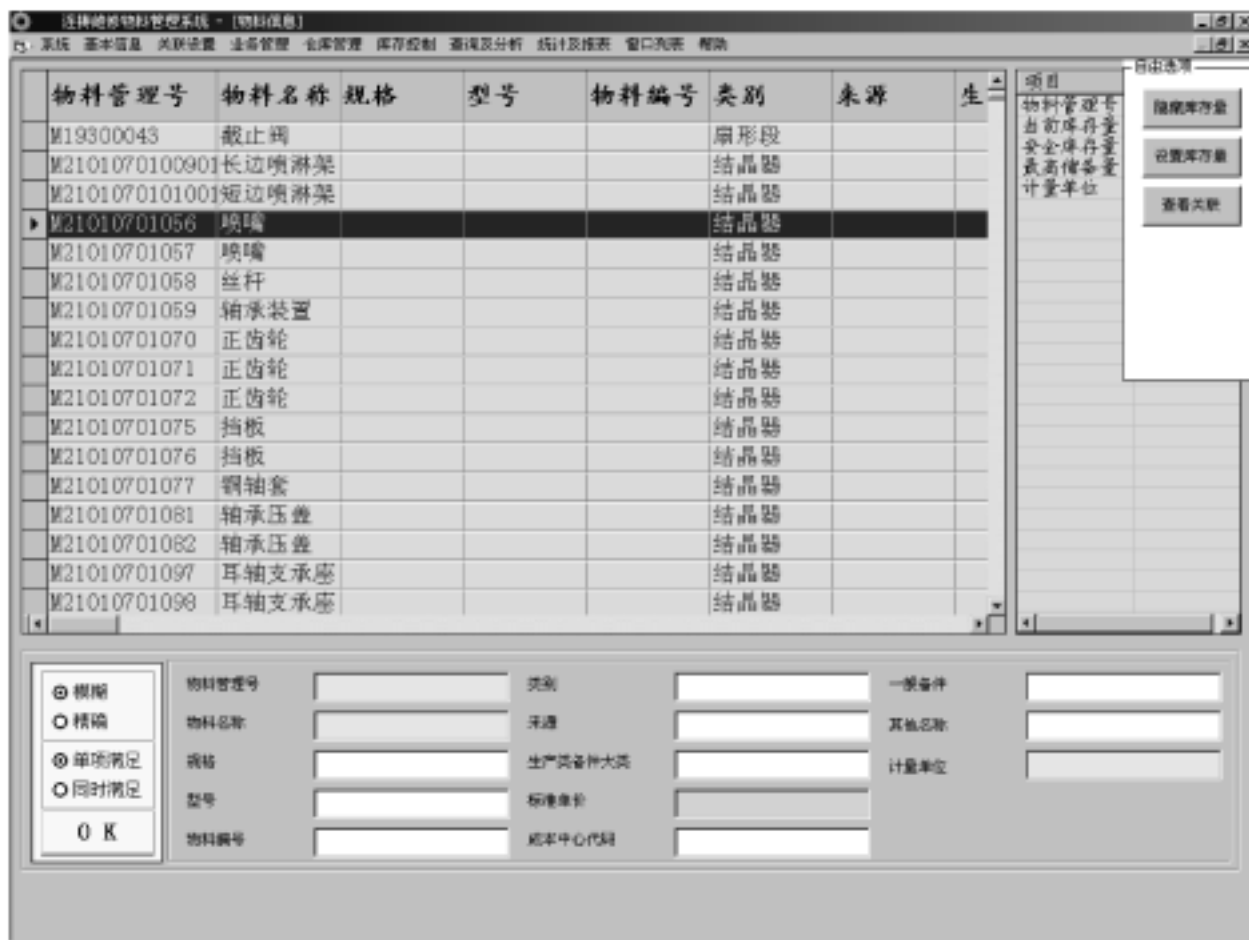 连铸维修物料管理系统 - [物料信息]
系统 基本信息 关联设置 业务管理 仓库管理 库存控制 查询及分析 统计及报表 窗口列表 帮助
物料管理号 物料名称 规格 型号 物料编号 类别 来源 生
M19300043 截止阀 扇形段
M2101070100901 长边喷淋架 结晶器
M2101070101001 短边喷淋架 结晶器
M21010701056 喷嘴 结晶器
M21010701057 喷嘴 结晶器
M21010701058 丝杆 结晶器
M21010701059 轴承装置 结晶器
M21010701070 正齿轮 结晶器
M21010701071 正齿轮 结晶器
M21010701072 正齿轮 结晶器
M21010701075 挡板 结晶器
M21010701076 挡板 结晶器
M21010701077 铜轴套 结晶器
M21010701081 轴承压盖 结晶器
M21010701082 轴承压盖 结晶器
M21010701097 耳轴支承座 结晶器
M21010701098 耳轴支承座 结晶器
项目
物料管理号
当前库存量
安全库存量
最高储备量
计量单位
自由选项
隐藏库存量
设置库存量
查看关联
模糊
精确
单项满足
同时满足
O K
物料管理号 类别 一般备件
物料名称 来源 其他名称
规格 生产类备件大类 计量单位
型号 标准单价
物料编号 成本中心代码